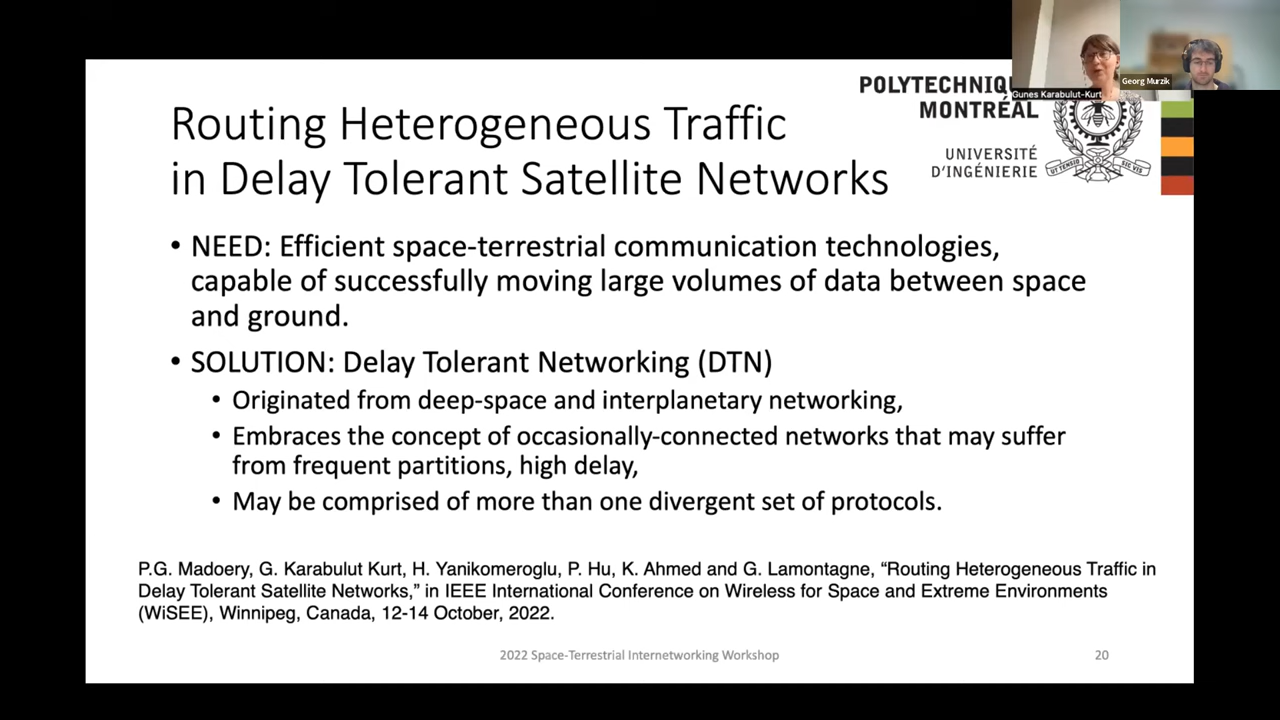 Gunes Karabulut-Kurt
Georg Murzik
POLYTECHNIQ
MONTRÉAL
UNIVERSITÉ
D'INGÉNIERIE
UT TENSIO SIC VIS
Routing Heterogeneous Traffic
in Delay Tolerant Satellite Networks
• NEED: Efficient space-terrestrial communication technologies,
capable of successfully moving large volumes of data between space
and ground.
• SOLUTION: Delay Tolerant Networking (DTN)
• Originated from deep-space and interplanetary networking,
• Embraces the concept of occasionally-connected networks that may suffer
from frequent partitions, high delay,
• May be comprised of more than one divergent set of protocols.
P.G. Madoery, G. Karabulut Kurt, H. Yanikomeroglu, P. Hu, K. Ahmed and G. Lamontagne, “Routing Heterogeneous Traffic in
Delay Tolerant Satellite Networks,” in IEEE International Conference on Wireless for Space and Extreme Environments
(WiSEE), Winnipeg, Canada, 12-14 October, 2022.
2022 Space-Terrestrial Internetworking Workshop
20